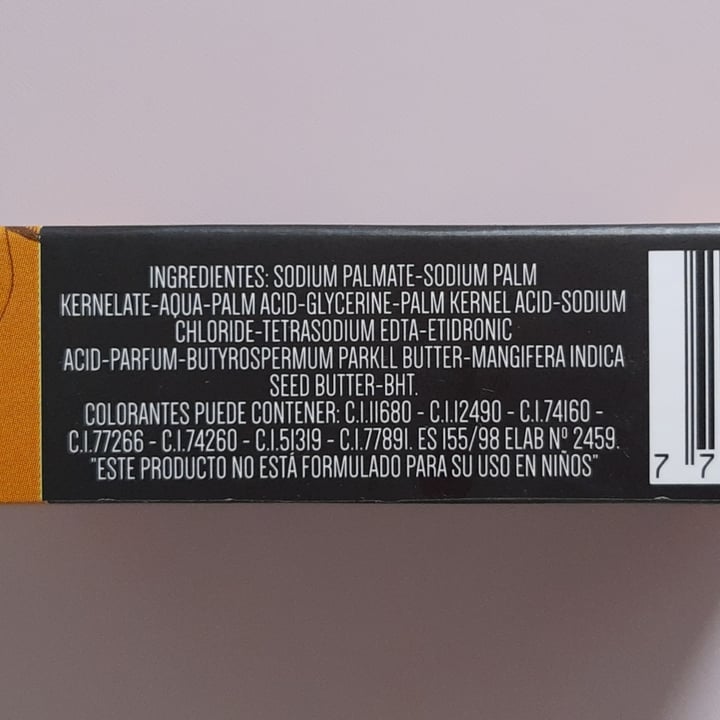 INGREDIENTES: SODIUM PALMATE-SODIUM PALM
KERNELATE-AQUA-PALM ACID-GLYCERINE-PALM KERNEL ACID-SODIUM
CHLORIDE-TETRASODIUM EDTA-ETIDRONIC
ACID-PARFUM-BUTYROSPERMUM PARKLL BUTTER-MANGIFERA INDICA
SEED BUTTER-BHT.
COLORANTES PUEDE CONTENER: C.I.11680 - C.I.12490 - C.I.74160 -
C.I.77266 - C.I.74260 - C.I.51319 - C.I.77891. ES 155/98 ELAB Nº 2459.
"ESTE PRODUCTO NO ESTÁ FORMULADO PARA SU USO EN NIÑOS"
7 7